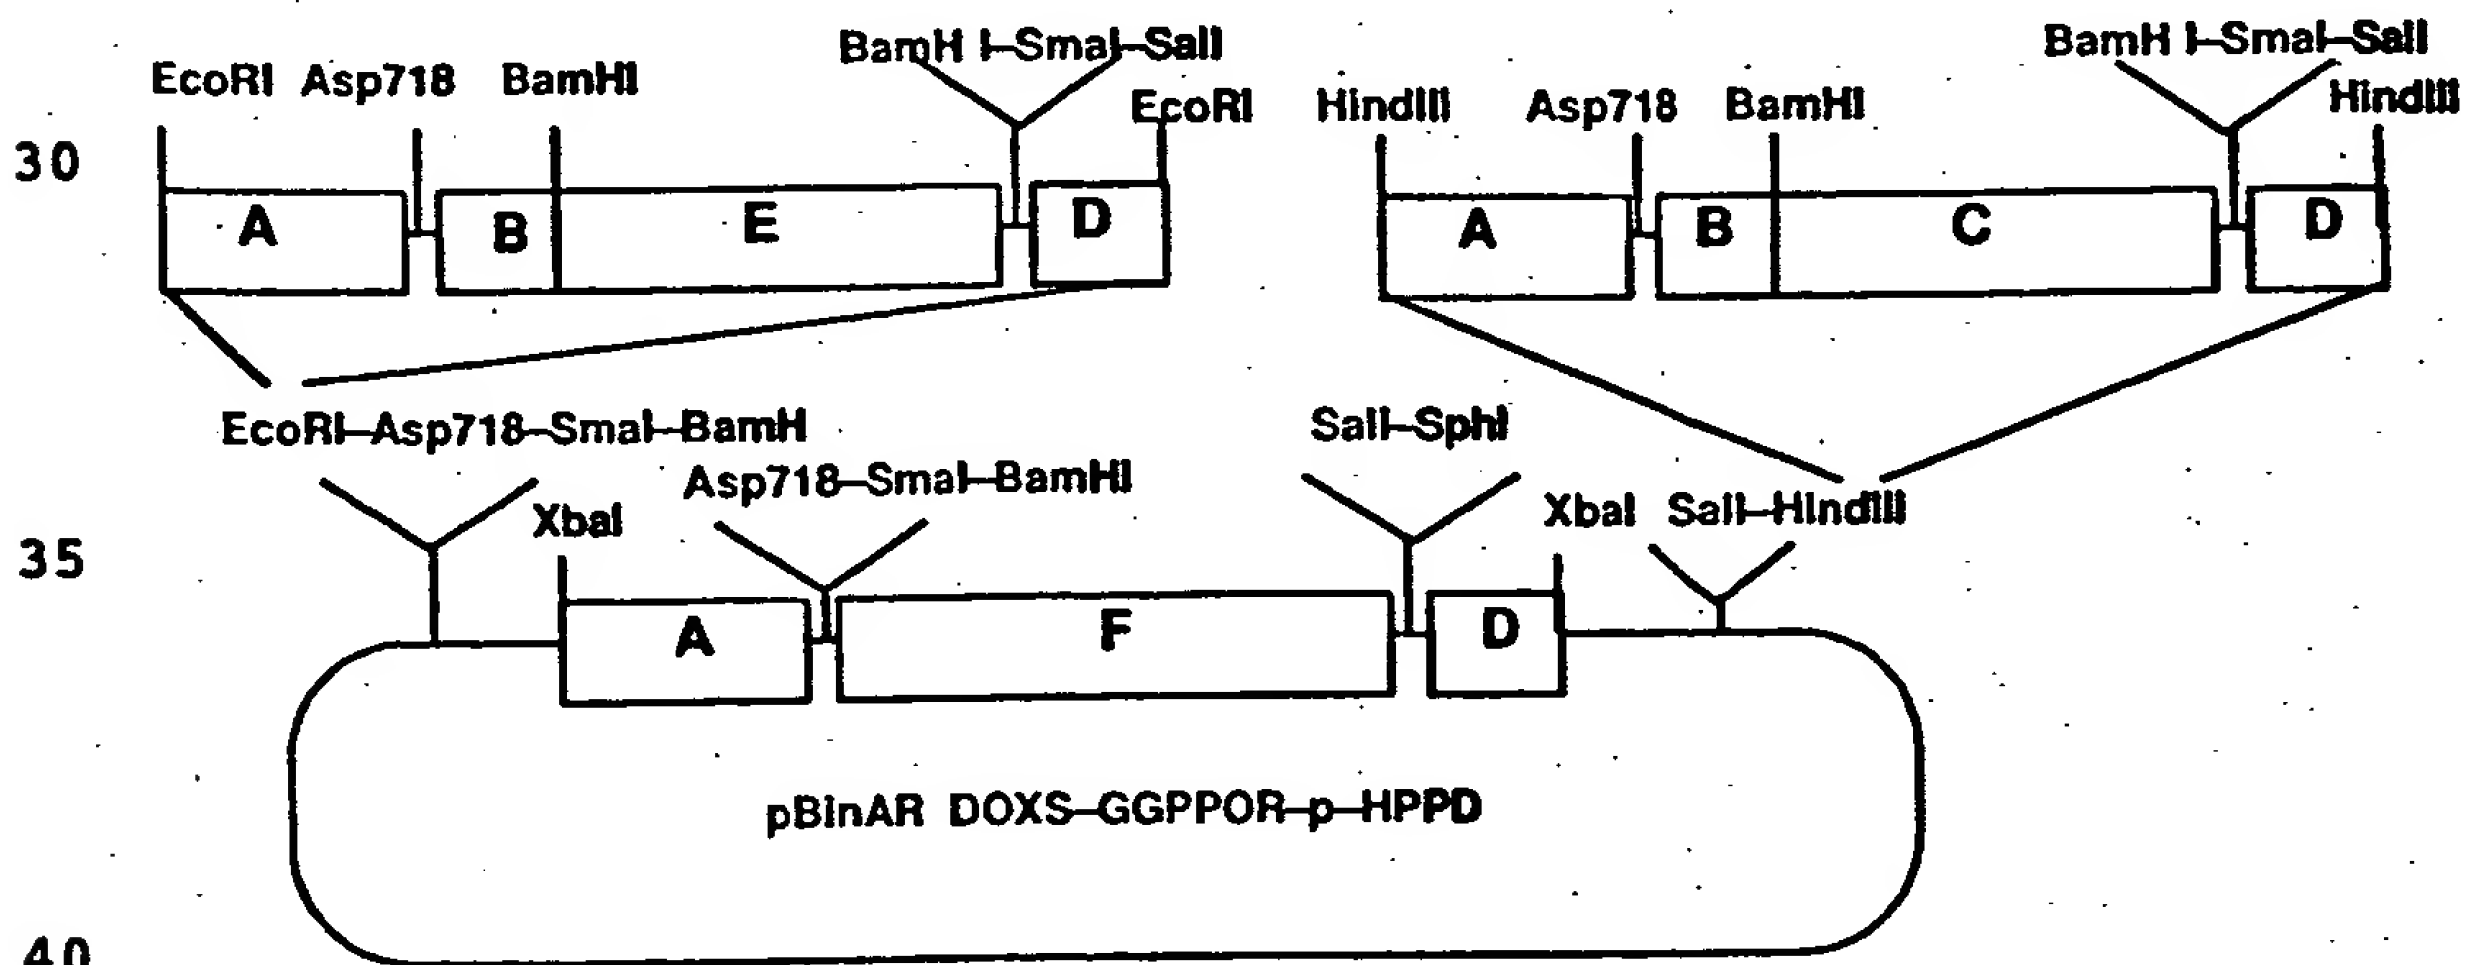 BamH I–SmaI–SalI
BamH I–SmaI–SalI
EcoRI Asp718 BamHI
EcoRI
HindIII Asp718 BamHI
HindIII
30
A B E D
A B C D
EcoRI–Asp718–SmaI–BamH
SalI–SphI
Asp718–SmaI–BamHI
XbaI
XbaI SalI–HindIII
35
A F D
pBinAR DOXS–GGPPOR–p–HPPD
40